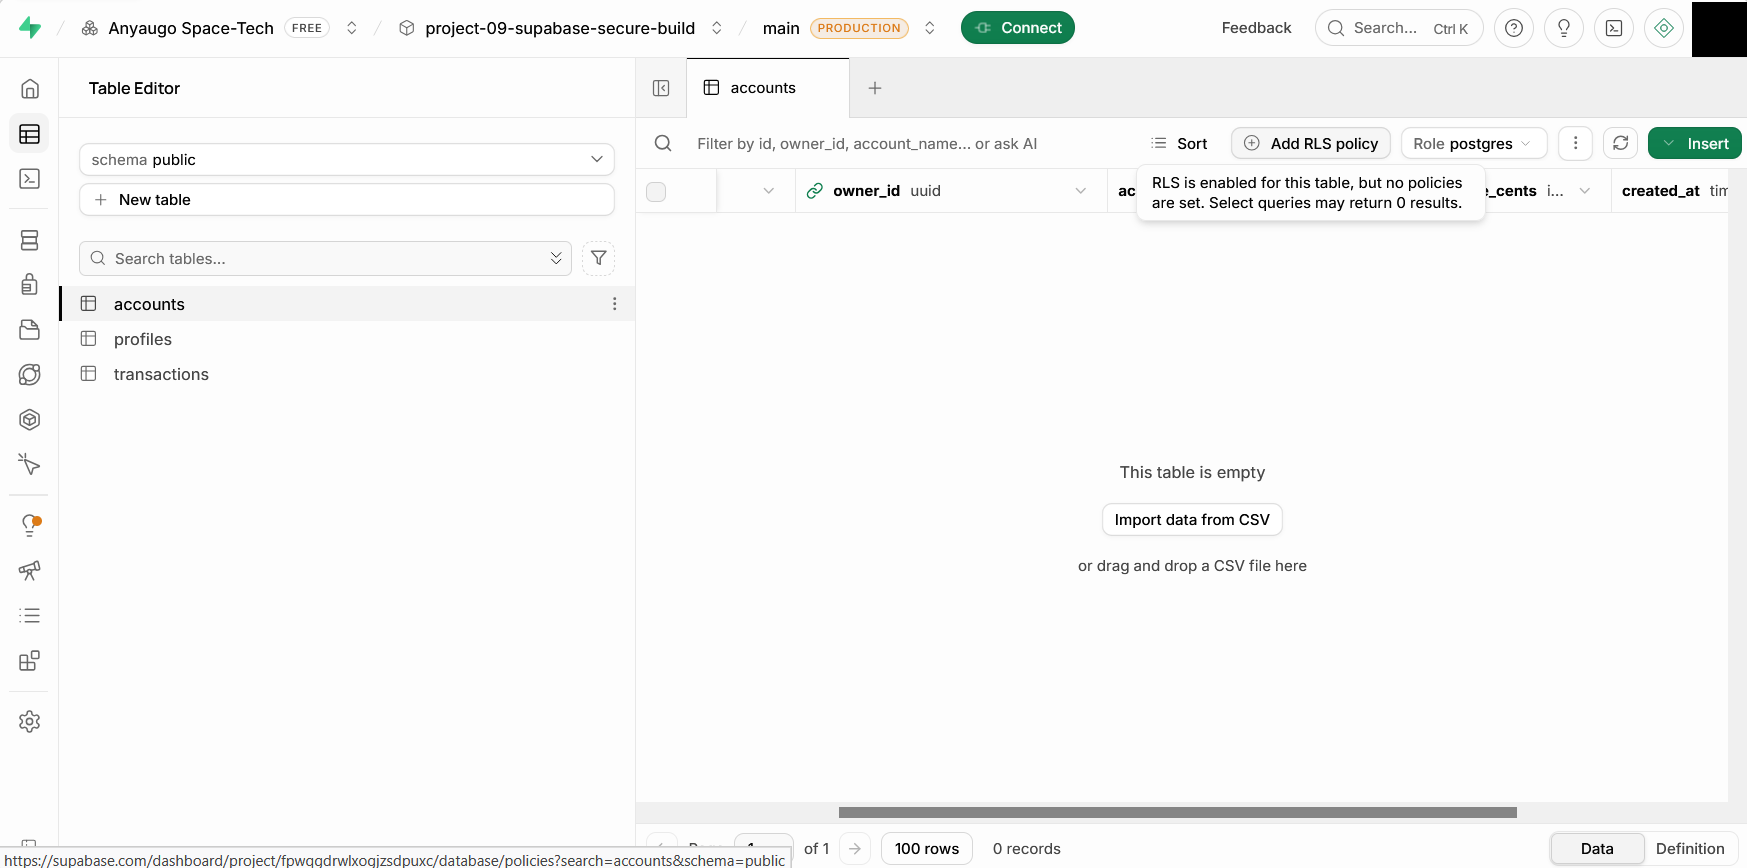 Anyaugo Space-Tech FREE project-09-supabase-secure-build main PRODUCTION Connect Feedback Search... Ctrl K
Table Editor
accounts
schema public
New table
Search tables...
accounts
profiles
transactions
Filter by id, owner_id, account_name... or ask AI Sort Add RLS policy Role postgres Insert
owner_id uuid ac e_cents i... created_at tim
RLS is enabled for this table, but no policies
are set. Select queries may return 0 results.
This table is empty
Import data from CSV
or drag and drop a CSV file here
of 1 100 rows 0 records Data Definition
https://supabase.com/dashboard/project/fpwgqdrwlxogjzsdpuxc/database/policies?search=accounts&schema=public